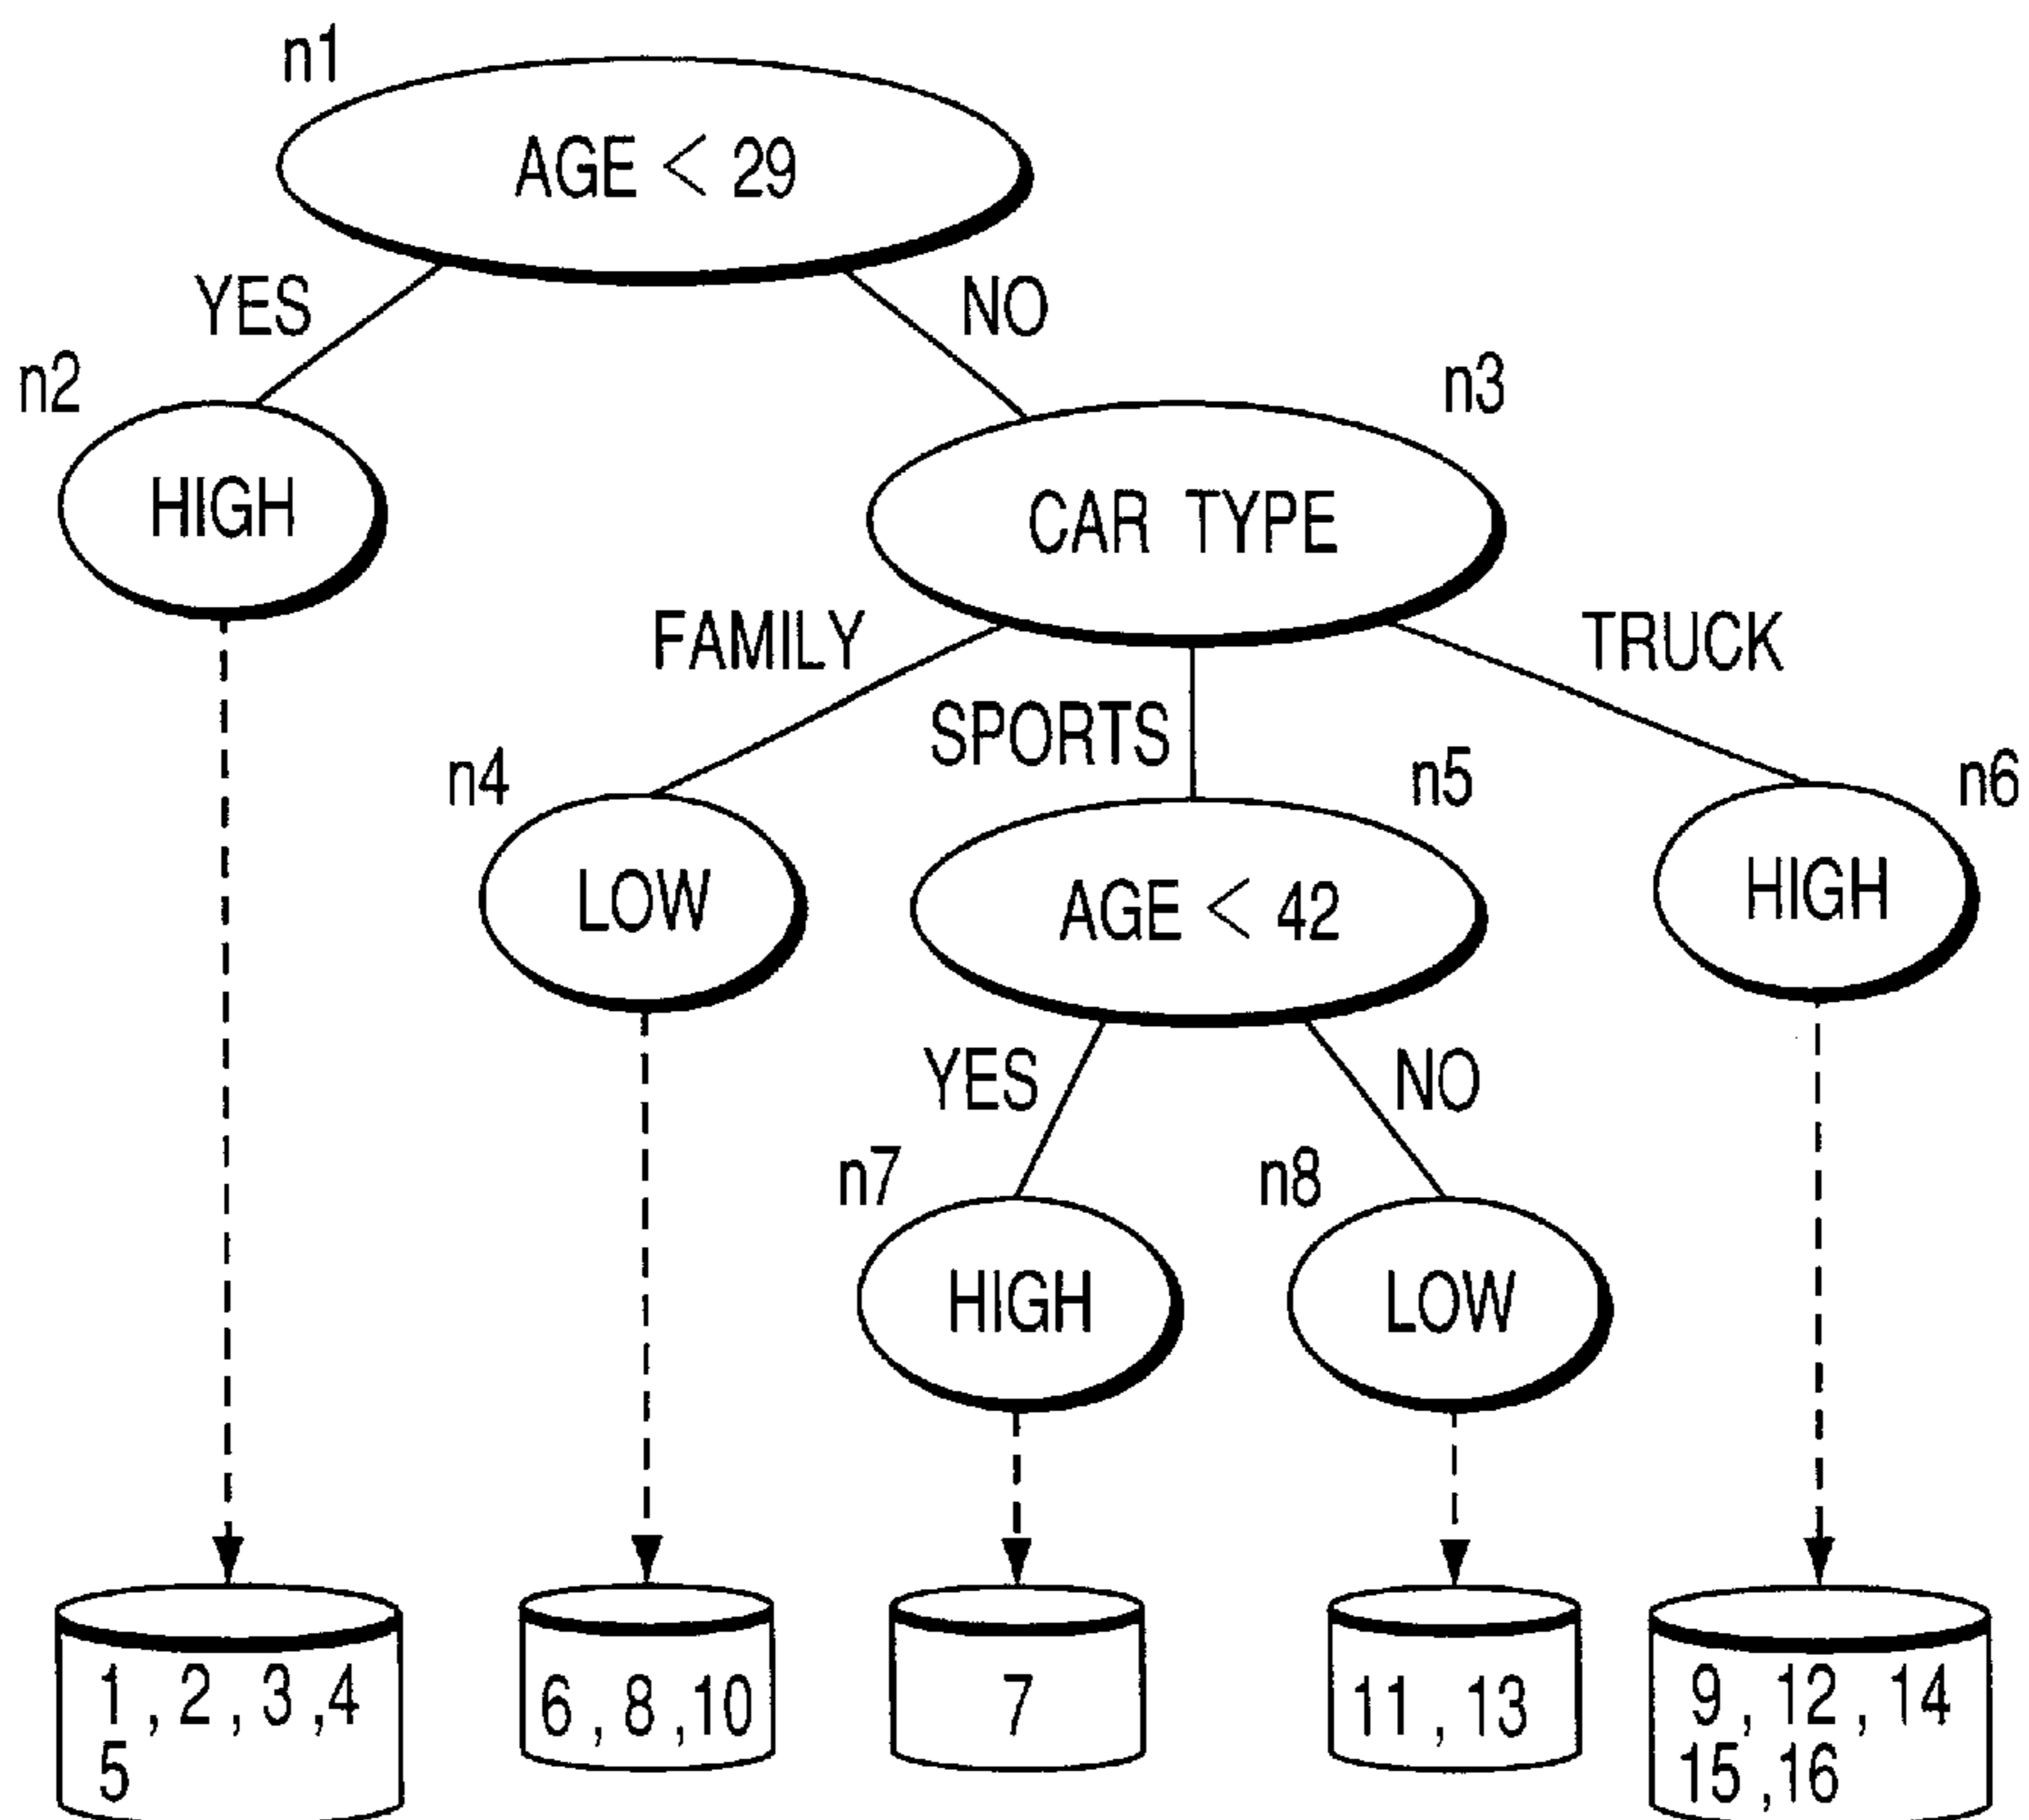 n1
AGE < 29
YES
NO
n2
n3
HIGH
CAR TYPE
FAMILY
TRUCK
SPORTS
n4
n5
n6
LOW
AGE < 42
HIGH
YES
NO
n7
n8
HIGH
LOW
1 , 2 , 3 , 4
5
6 , 8 , 10
7
11 , 13
9 , 12 , 14
15 , 16